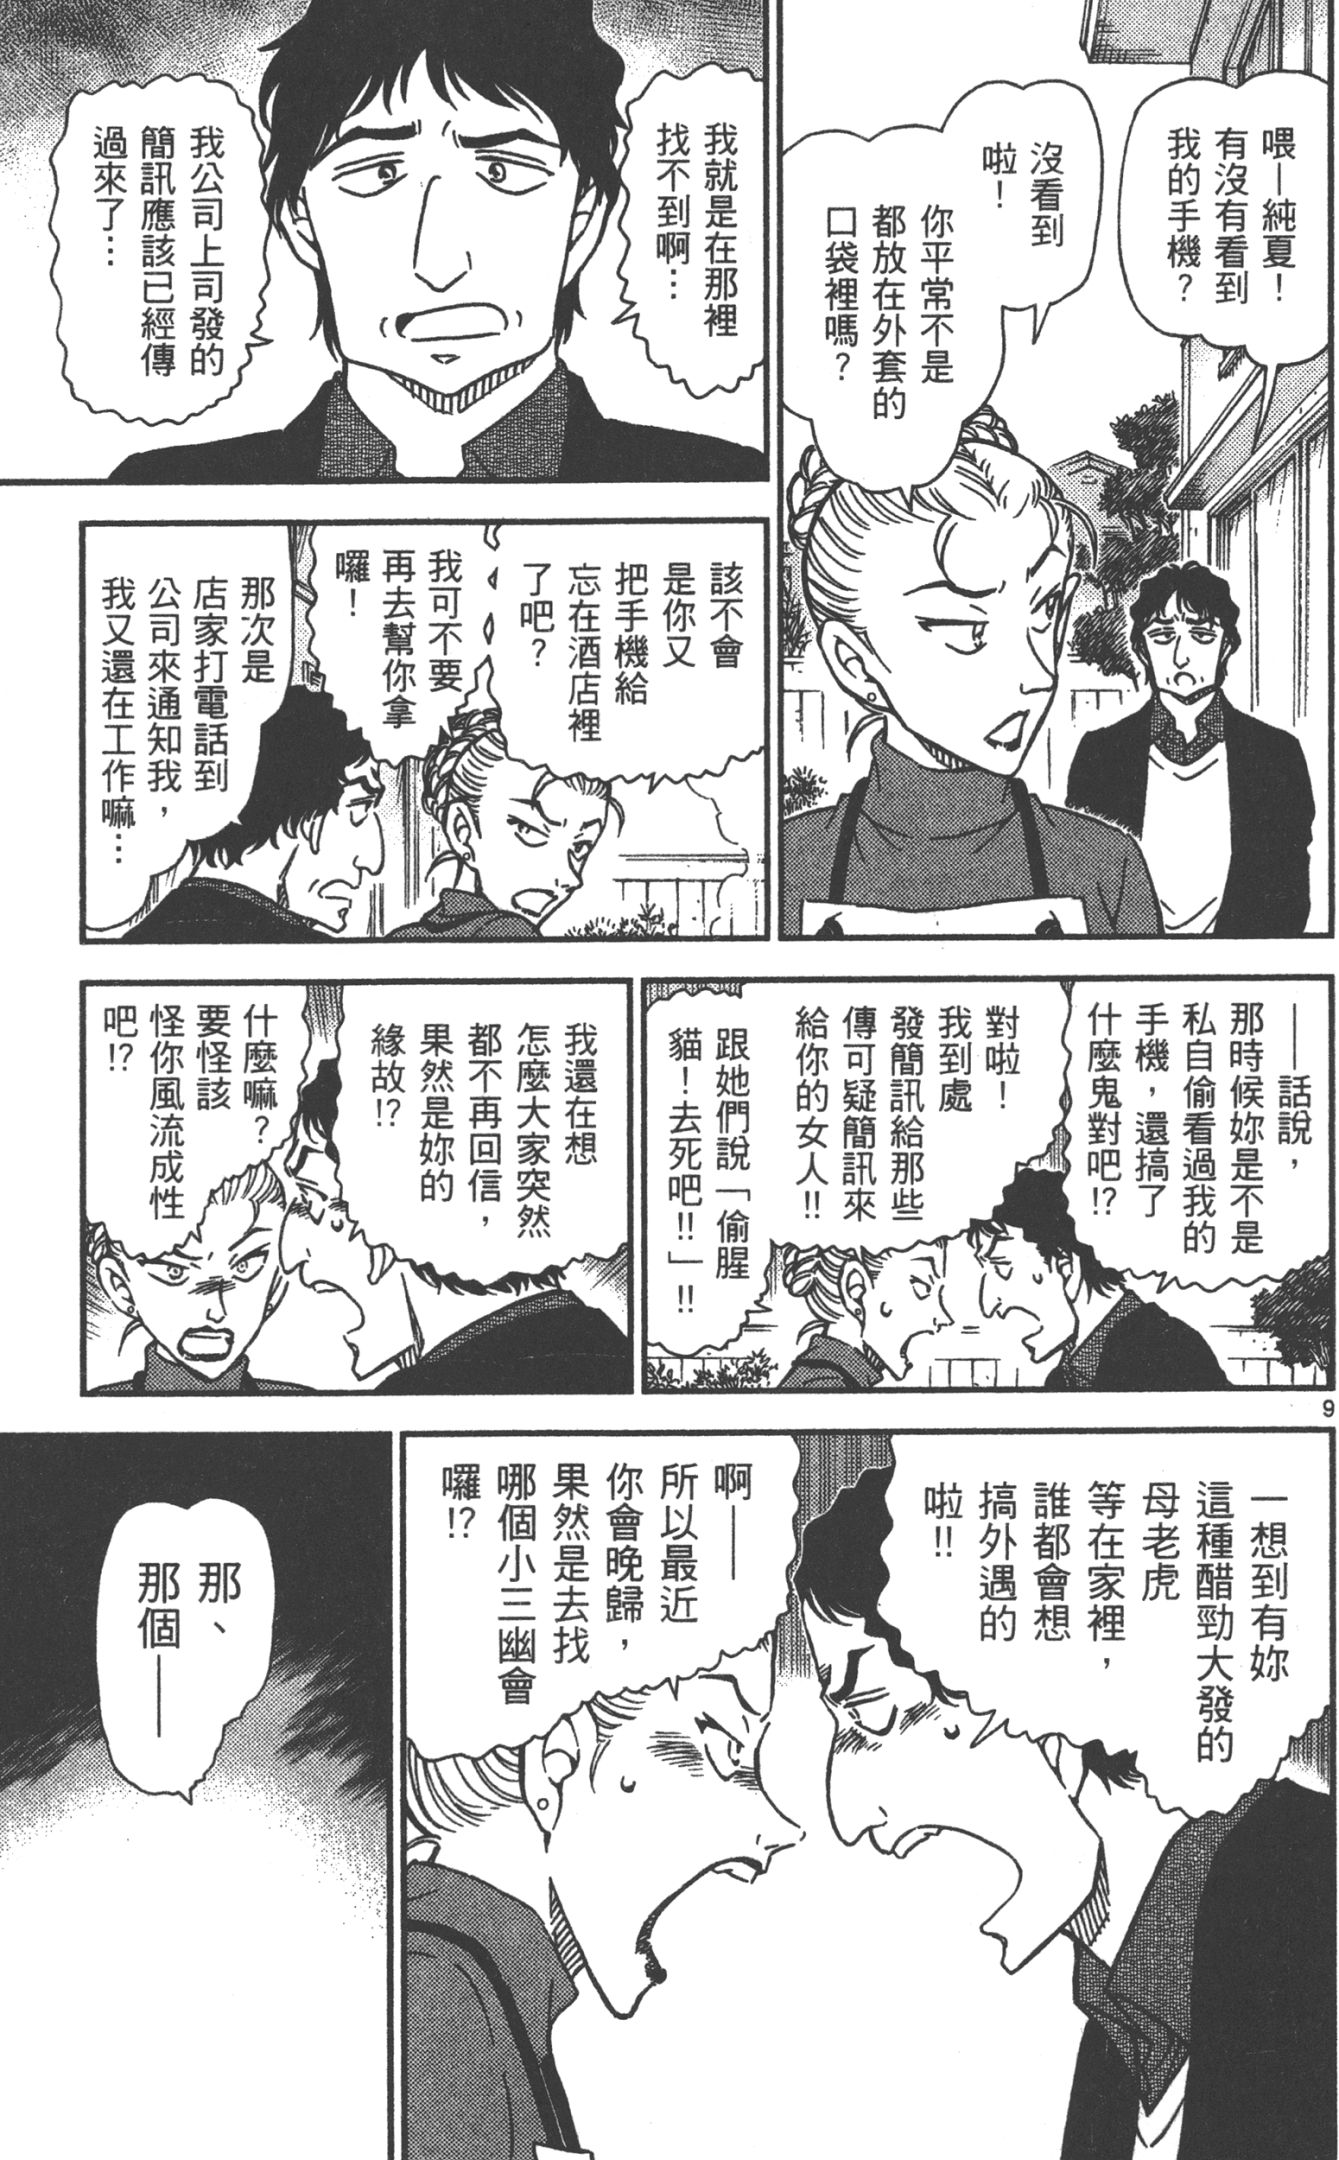 喂—純夏！
有沒有看到
我的手機？
沒看到
啦！
你平常不是
都放在外套的
口袋裡嗎？
我就是在那裡
找不到啊…
我公司上司發的
簡訊應該已經傳
過來了…
該不會
是你又
把手機給
忘在酒店裡
了吧？
我可不要
再去幫你拿
囉！
那次是
店家打電話到
公司來通知我，
我又還在工作嘛…
——話說，
那時候妳是不是
私自偷看過我的
手機，還搞了
什麼鬼對吧!?
對啦！
我到處
發簡訊給那些
傳可疑簡訊來
給你的女人!!
跟她們說「偷腥
貓！去死吧!!」!!
我還在想
怎麼大家突然
都不再回信，
果然是妳的
緣故!?
什麼嘛？
要怪該
怪你風流成性
吧!?
9
一想到有妳
這種醋勁大發的
母老虎
等在家裡，
誰都會想
搞外遇的
啦!!
啊——
所以最近
你會晚歸，
果然是去找
哪個小三幽會
囉!?
那、
那個——